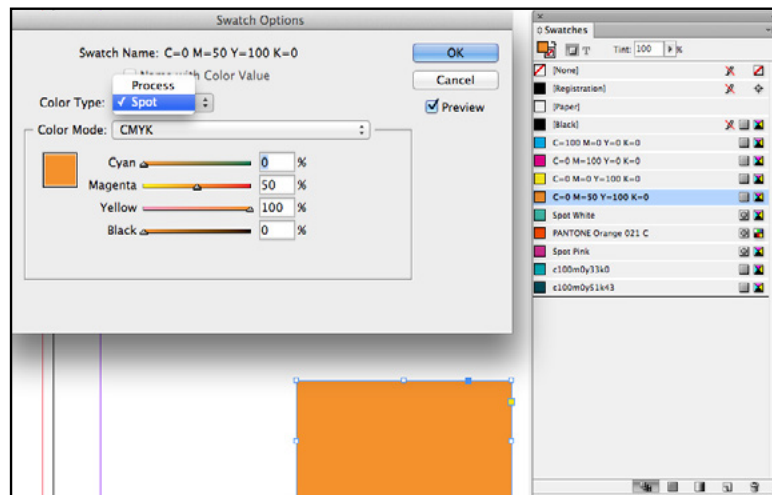 Swatch Options
Swatch Name: C=0 M=50 Y=100 K=0
Name with Color Value
Process
Color Type: ✓ Spot
Color Mode: CMYK
Cyan 0 %
Magenta 50 %
Yellow 100 %
Black 0 %
OK
Cancel
Preview
Swatches
T Tint: 100 %
[None]
[Registration]
[Paper]
[Black]
C=100 M=0 Y=0 K=0
C=0 M=100 Y=0 K=0
C=0 M=0 Y=100 K=0
C=0 M=50 Y=100 K=0
Spot White
PANTONE Orange 021 C
Spot Pink
c100m0y33k0
c100m0y51k43